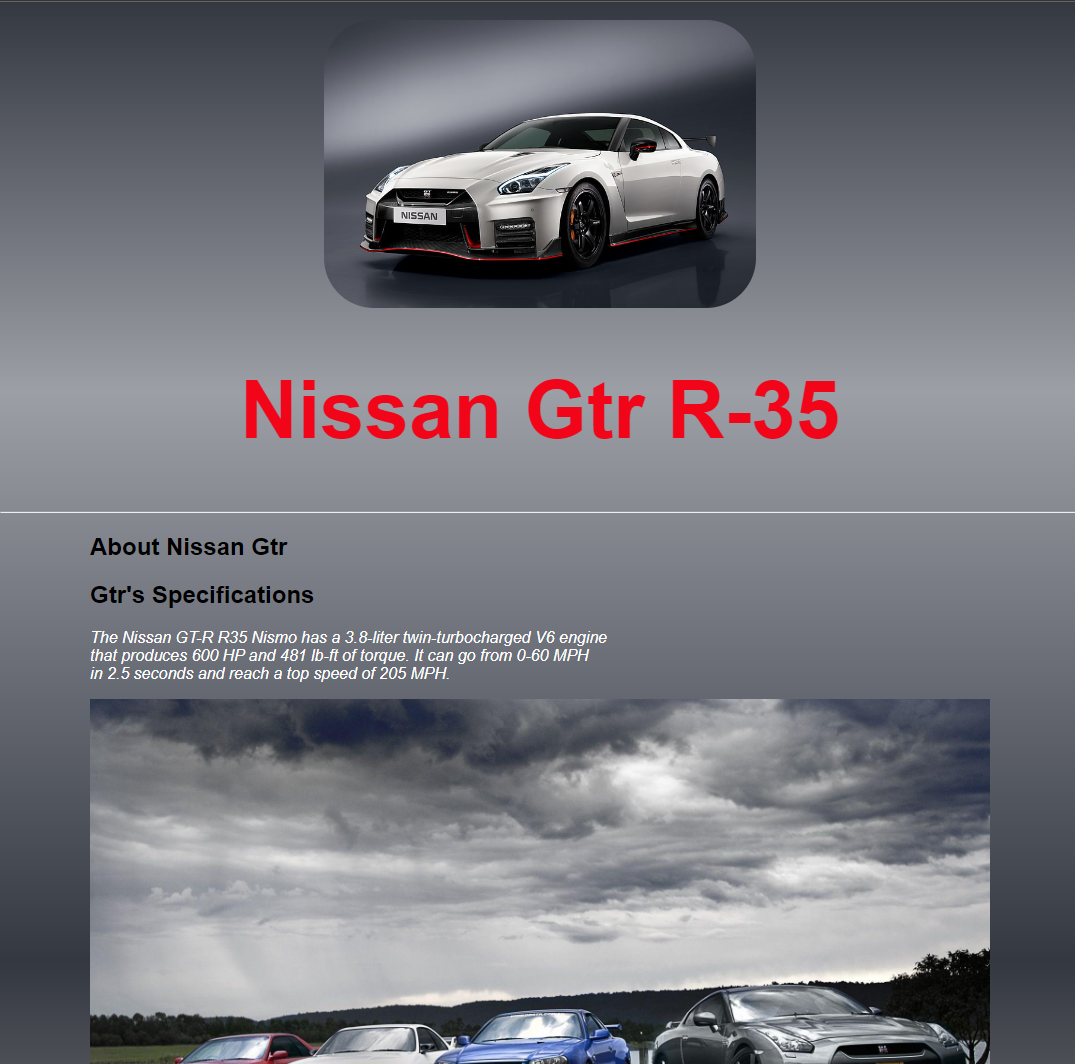 NISSAN
Nissan Gtr R-35
About Nissan Gtr
Gtr's Specifications
The Nissan GT-R R35 Nismo has a 3.8-liter twin-turbocharged V6 engine
that produces 600 HP and 481 lb-ft of torque. It can go from 0-60 MPH
in 2.5 seconds and reach a top speed of 205 MPH.